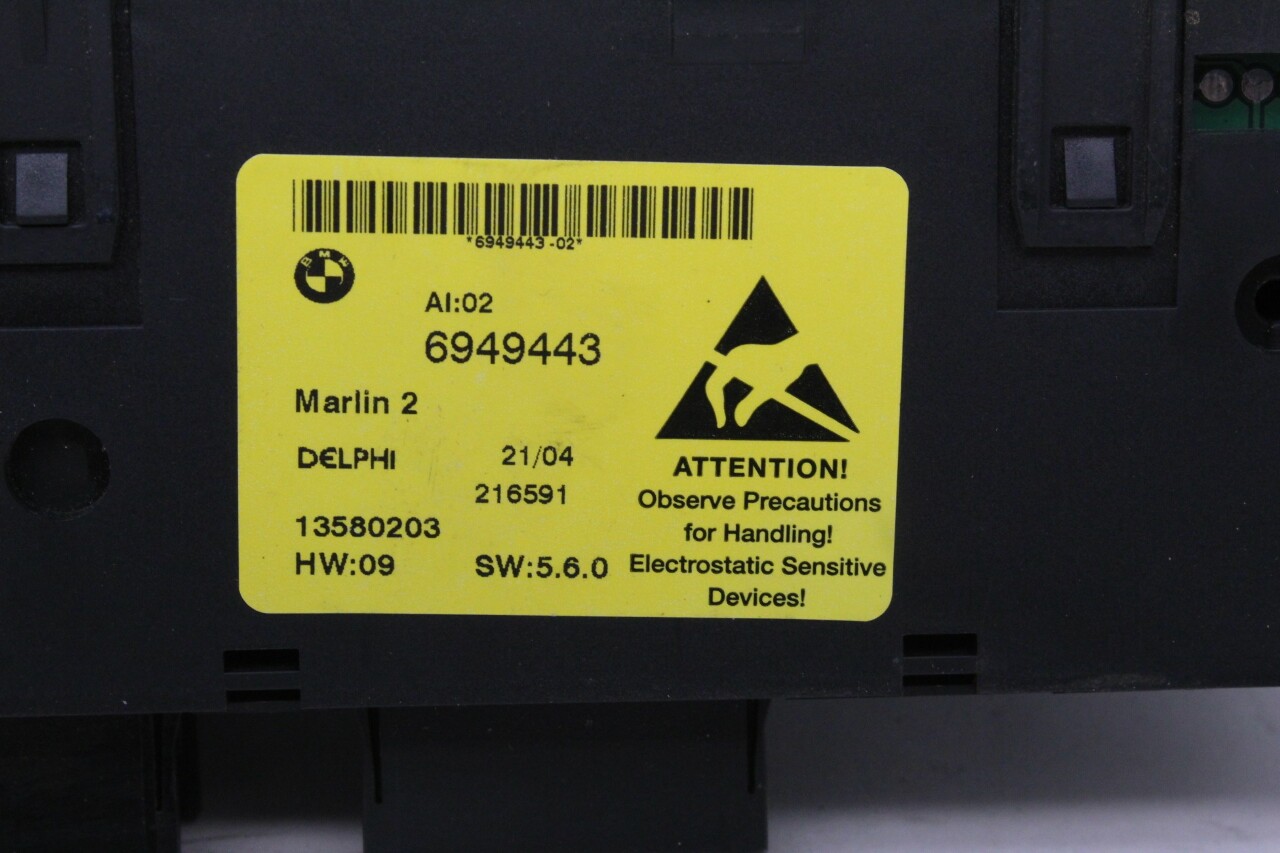 *6949443-02*
BMW
AI:02
6949443
Marlin 2
DELPHI 21/04
216591
13580203
HW:09 SW:5.6.0
ATTENTION!
Observe Precautions
for Handling!
Electrostatic Sensitive
Devices!